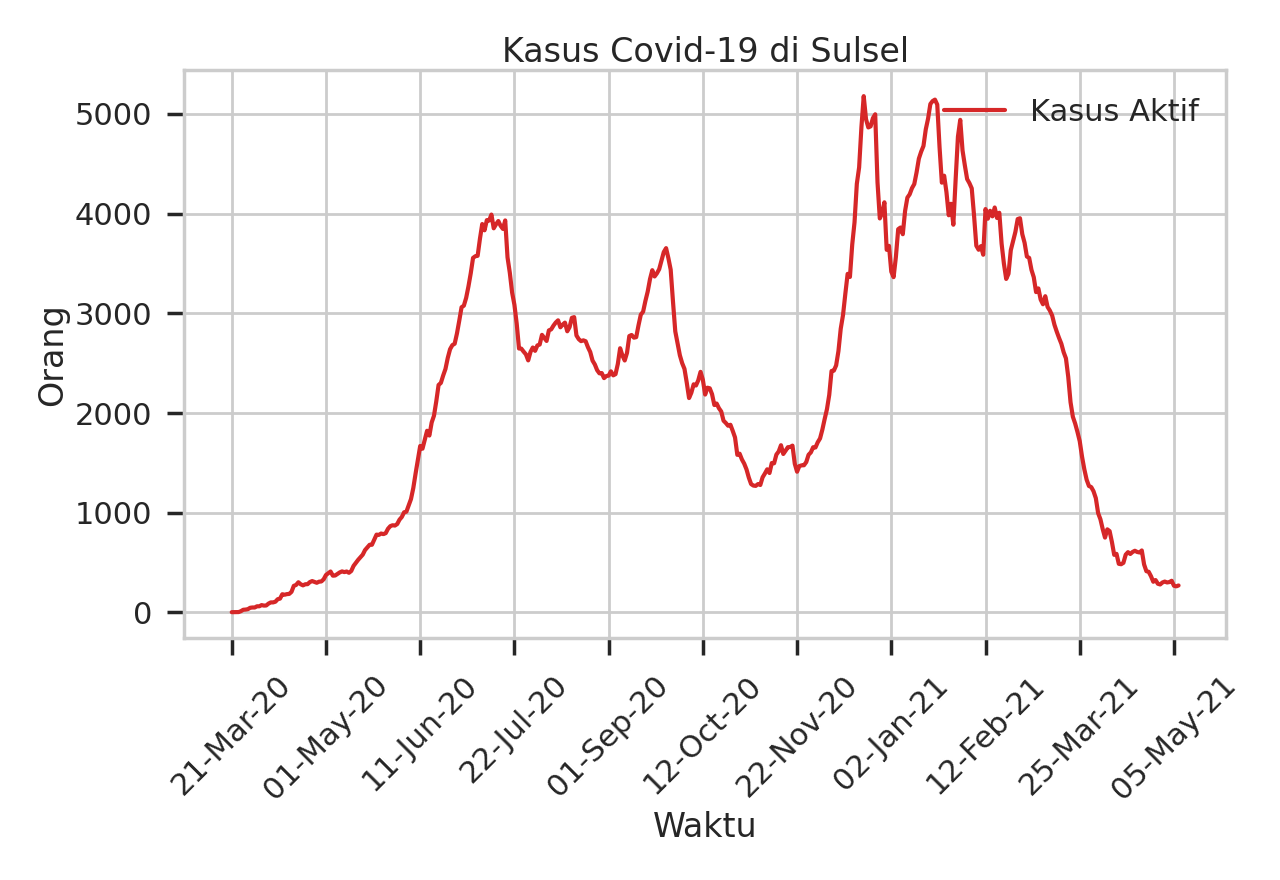 Kasus Covid-19 di Sulsel
Kasus Aktif
5000
4000
3000
2000
1000
0
Orang
21-Mar-20
01-May-20
11-Jun-20
22-Jul-20
01-Sep-20
12-Oct-20
22-Nov-20
02-Jan-21
12-Feb-21
25-Mar-21
05-May-21
Waktu